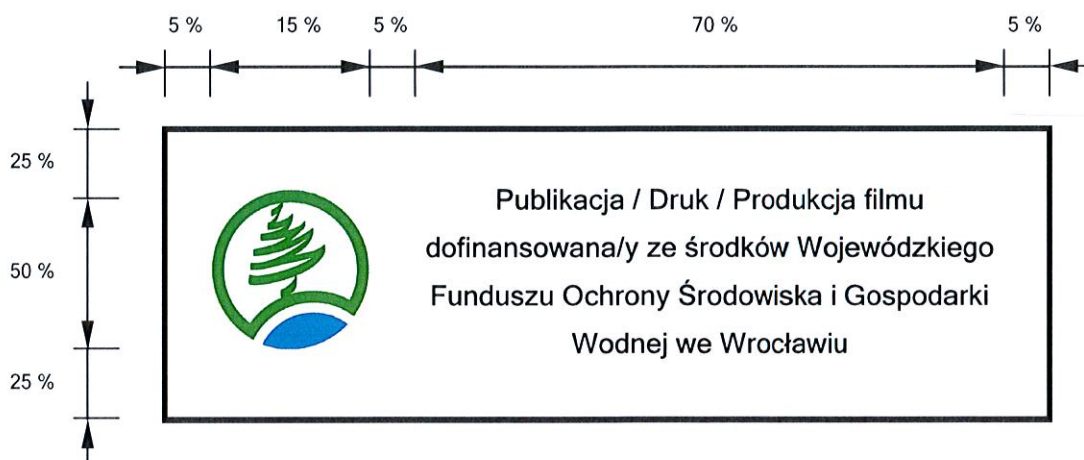 5 % 15 % 5 % 70 % 5 %
25 %
50 %
25 %
Publikacja / Druk / Produkcja filmu
dofinansowana/y ze środków Wojewódzkiego
Funduszu Ochrony Środowiska i Gospodarki
Wodnej we Wrocławiu